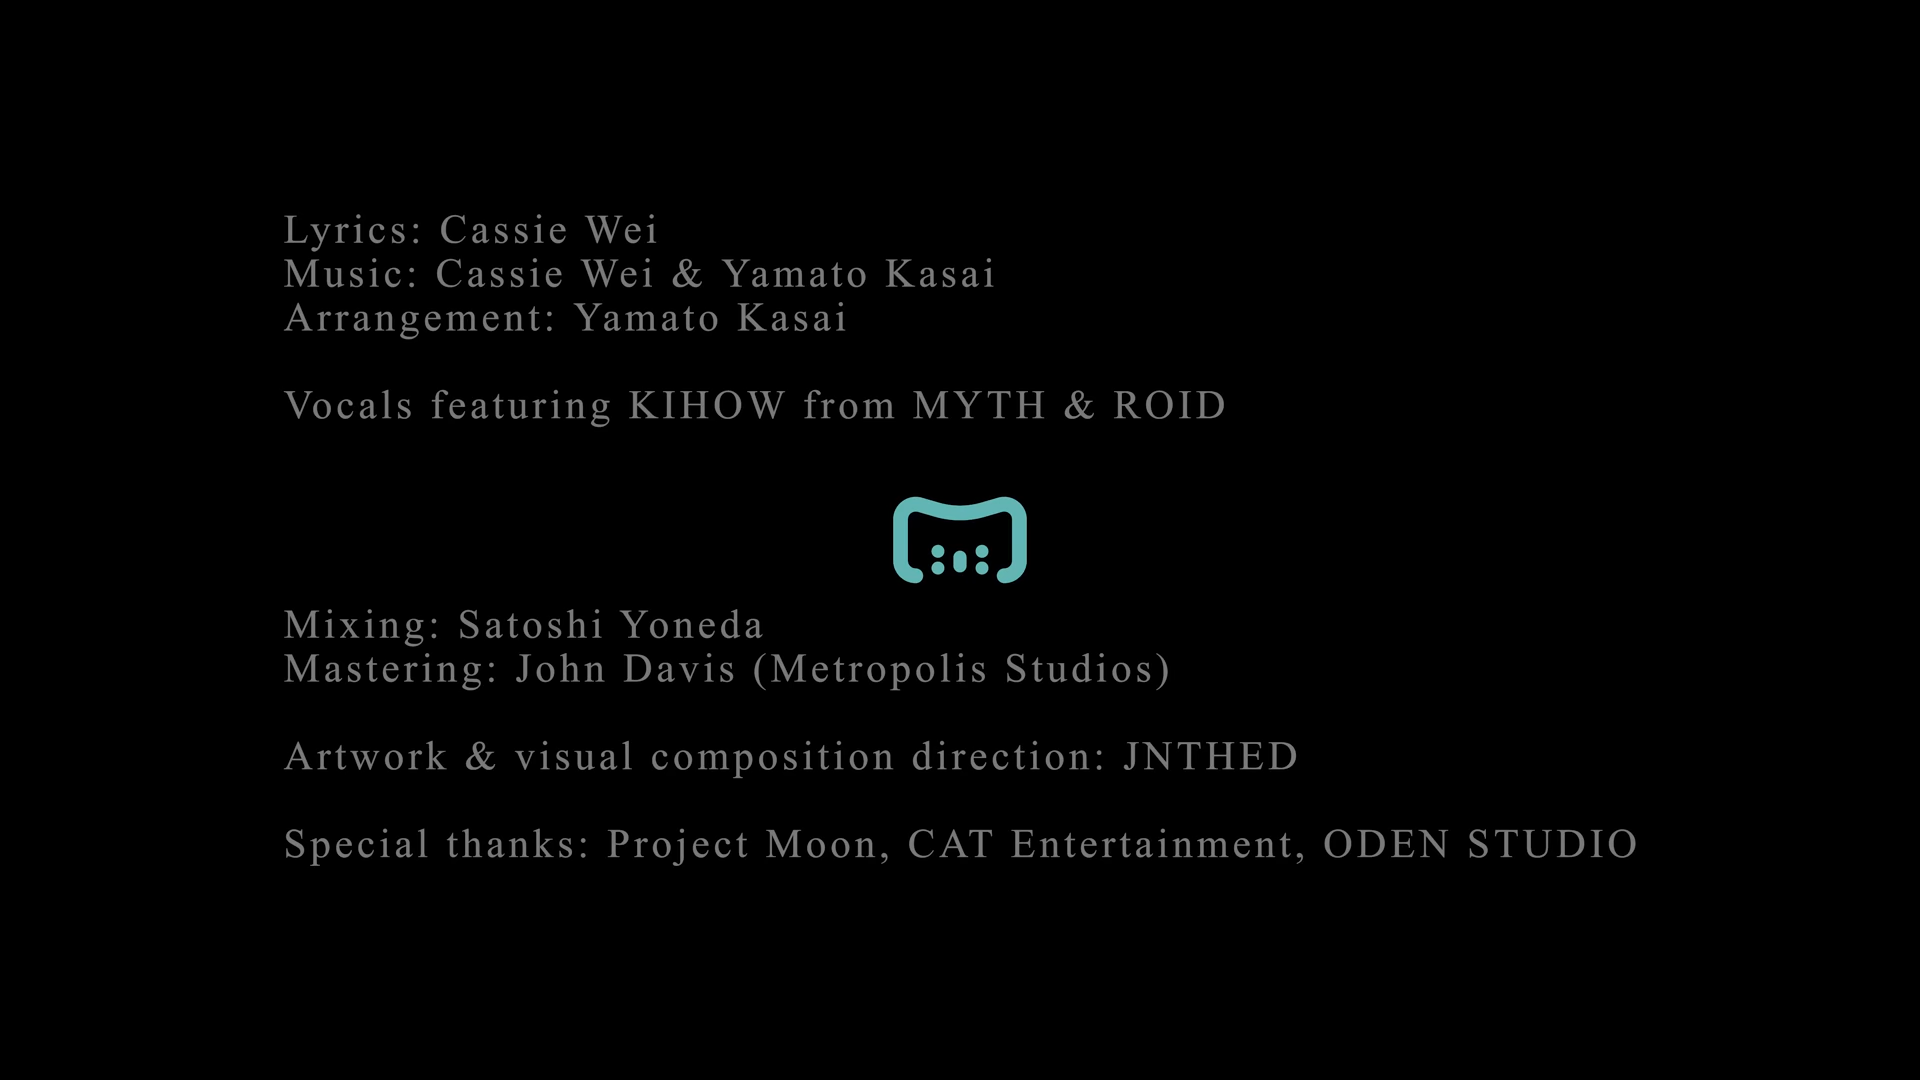 Lyrics: Cassie Wei
Music: Cassie Wei & Yamato Kasai
Arrangement: Yamato Kasai
Vocals featuring KIHOW from MYTH & ROID
Mixing: Satoshi Yoneda
Mastering: John Davis (Metropolis Studios)
Artwork & visual composition direction: JNTHED
Special thanks: Project Moon, CAT Entertainment, ODEN STUDIO